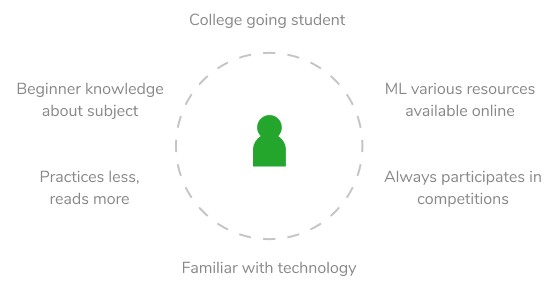 College going student
Beginner knowledge
about subject
ML various resources
available online
Practices less,
reads more
Always participates in
competitions
Familiar with technology